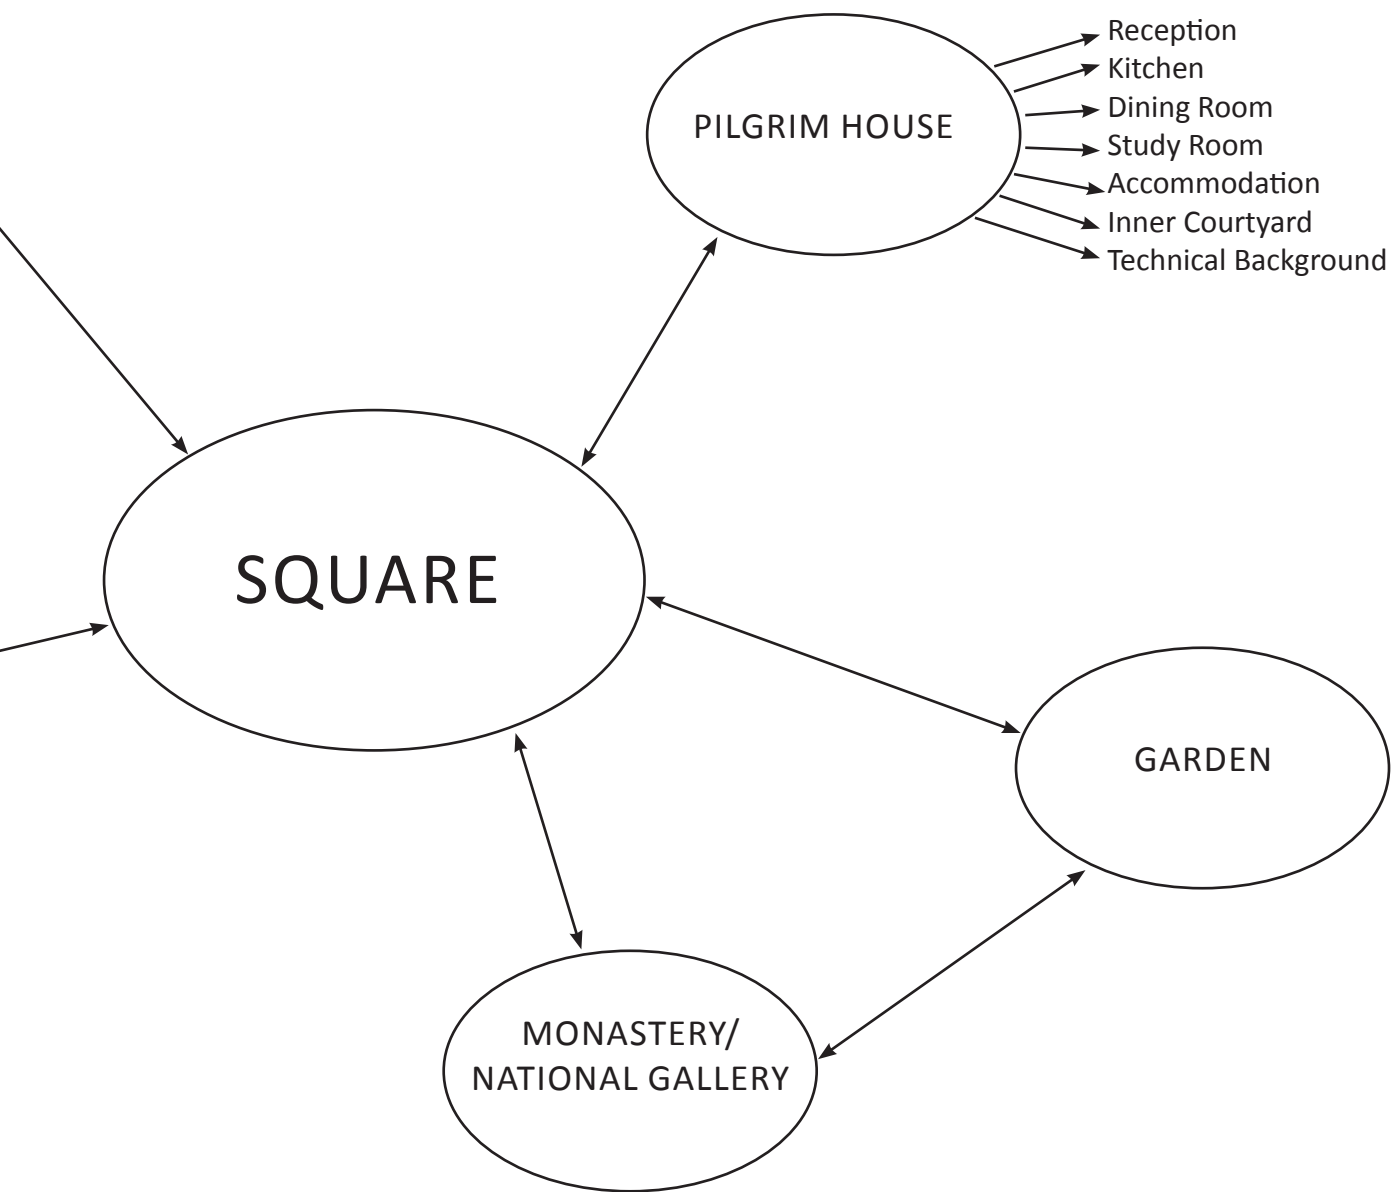 Reception
Kitchen
PILGRIM HOUSE
Dining Room
Study Room
Accommodation
Inner Courtyard
Technical Background
SQUARE
GARDEN
MONASTERY/
NATIONAL GALLERY